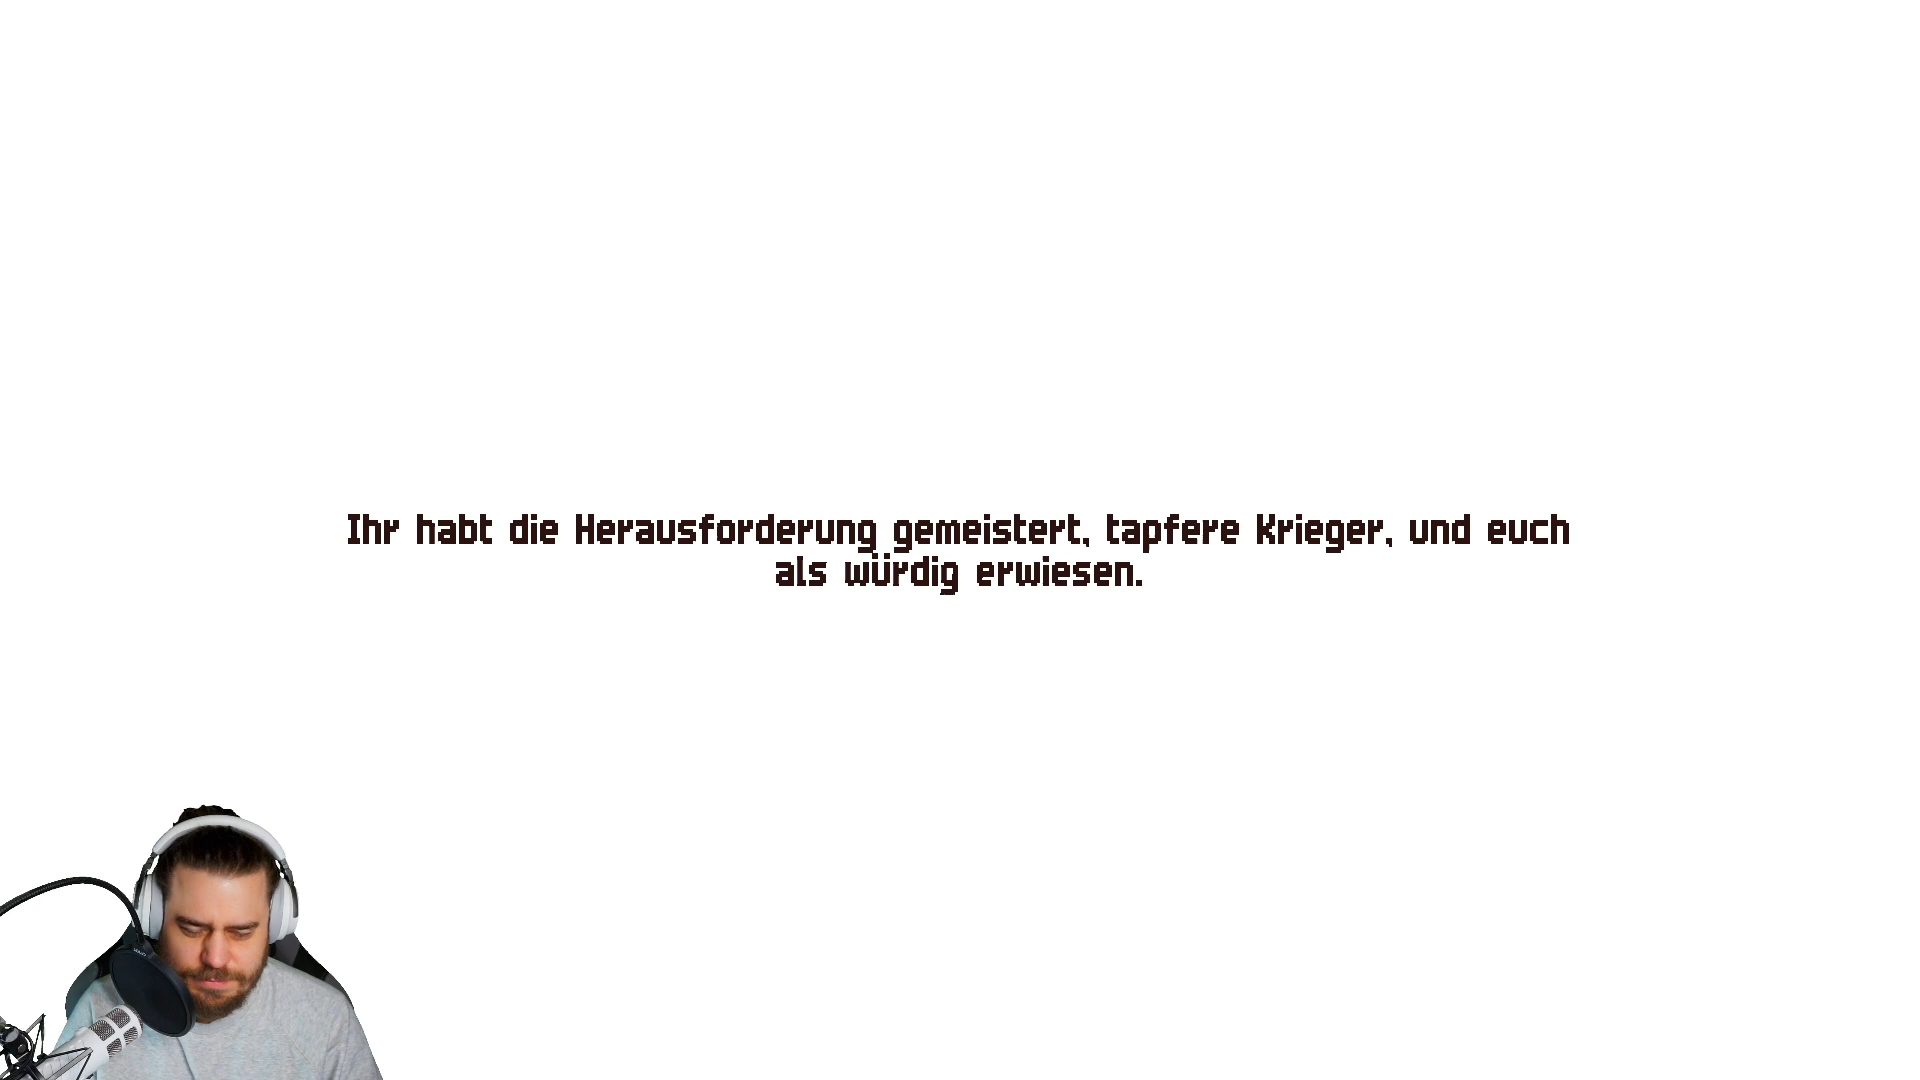 Ihr habt die Herausforderung gemeistert, tapfere Krieger, und euch
als würdig erwiesen.